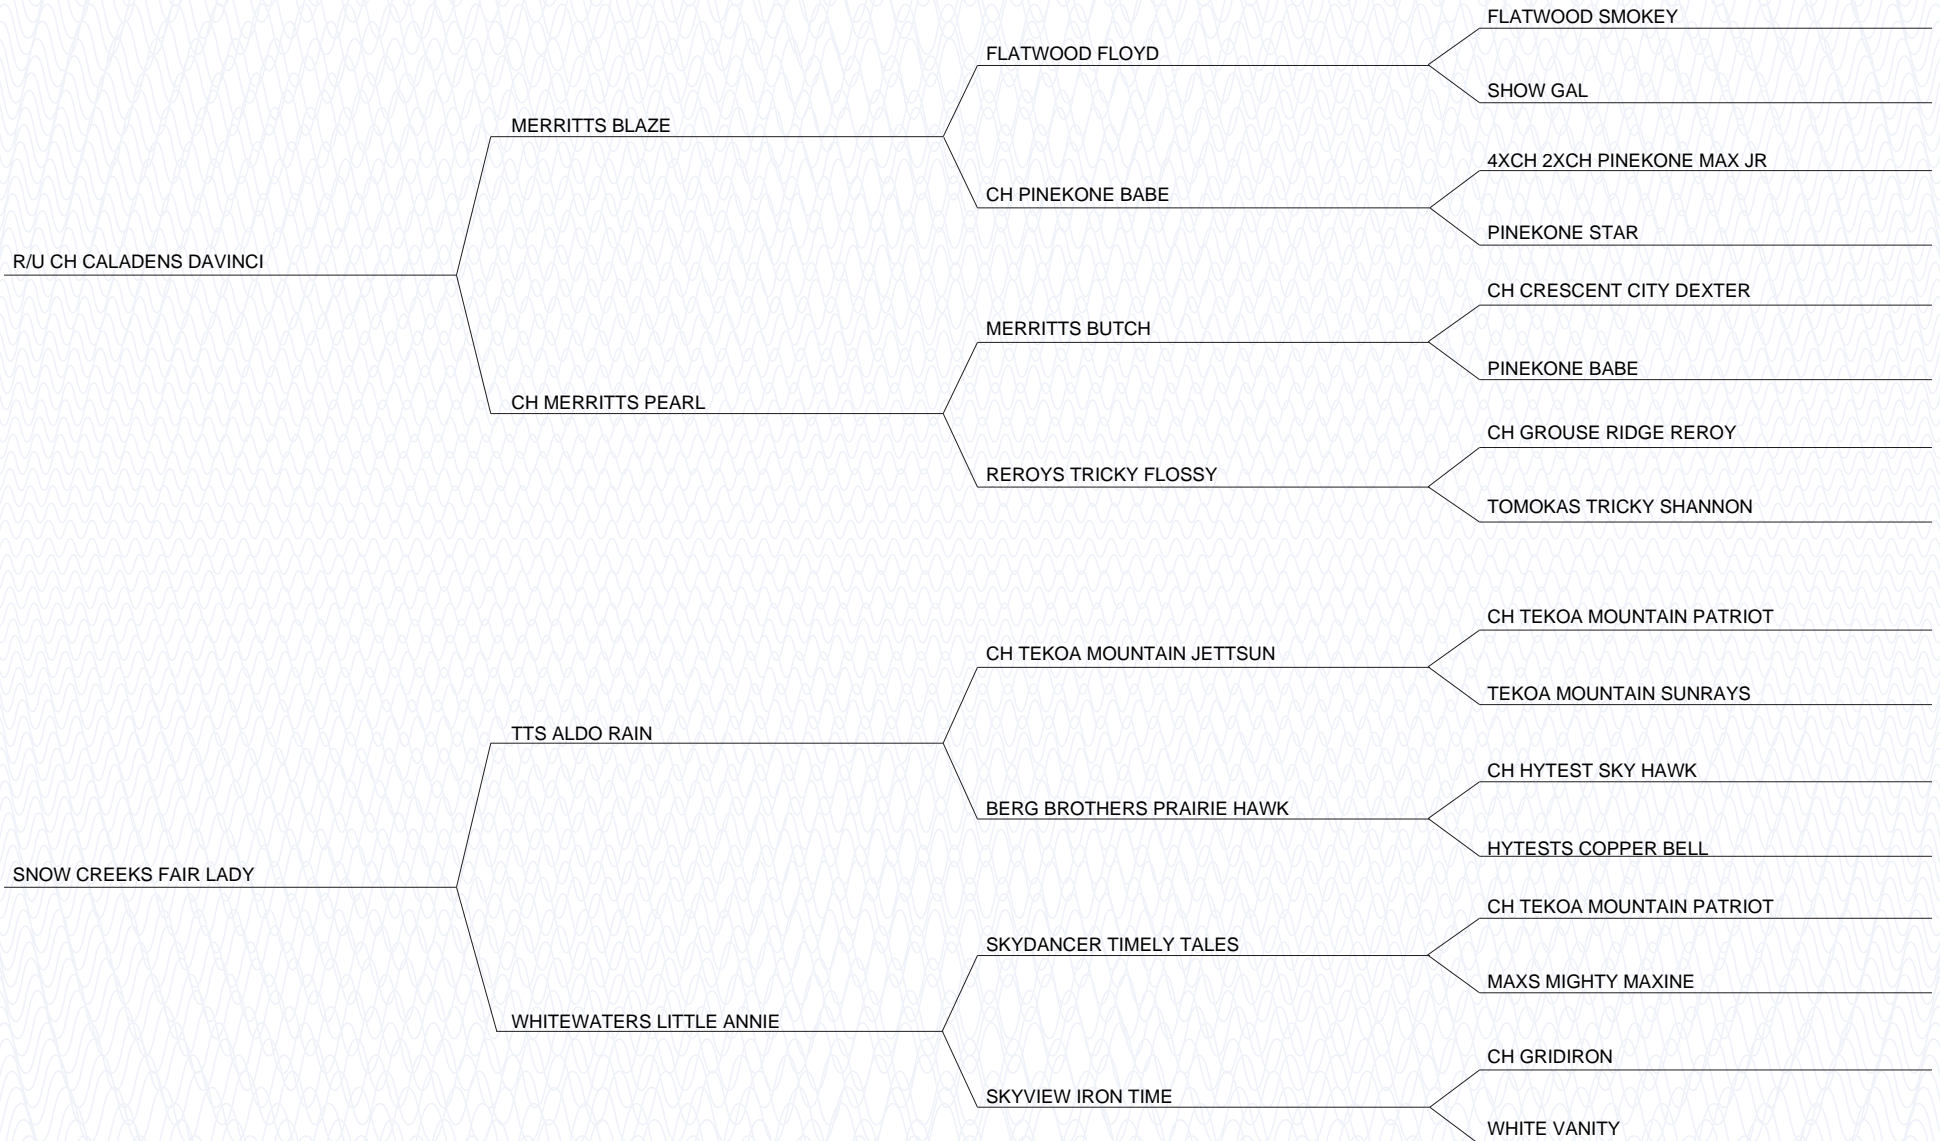 FLATWOOD SMOKEY
FLATWOOD FLOYD
SHOW GAL
MERRITTS BLAZE
4XCH 2XCH PINEKONE MAX JR
CH PINEKONE BABE
PINEKONE STAR
R/U CH CALADENS DAVINCI
CH CRESCENT CITY DEXTER
MERRITTS BUTCH
PINEKONE BABE
CH MERRITTS PEARL
CH GROUSE RIDGE REROY
REROYS TRICKY FLOSSY
TOMOKAS TRICKY SHANNON
CH TEKOA MOUNTAIN PATRIOT
CH TEKOA MOUNTAIN JETTSUN
TEKOA MOUNTAIN SUNRAYS
TTS ALDO RAIN
CH HYTEST SKY HAWK
BERG BROTHERS PRAIRIE HAWK
HYTESTS COPPER BELL
SNOW CREEKS FAIR LADY
CH TEKOA MOUNTAIN PATRIOT
SKYDANCER TIMELY TALES
MAXS MIGHTY MAXINE
WHITEWATERS LITTLE ANNIE
CH GRIDIRON
SKYVIEW IRON TIME
WHITE VANITY